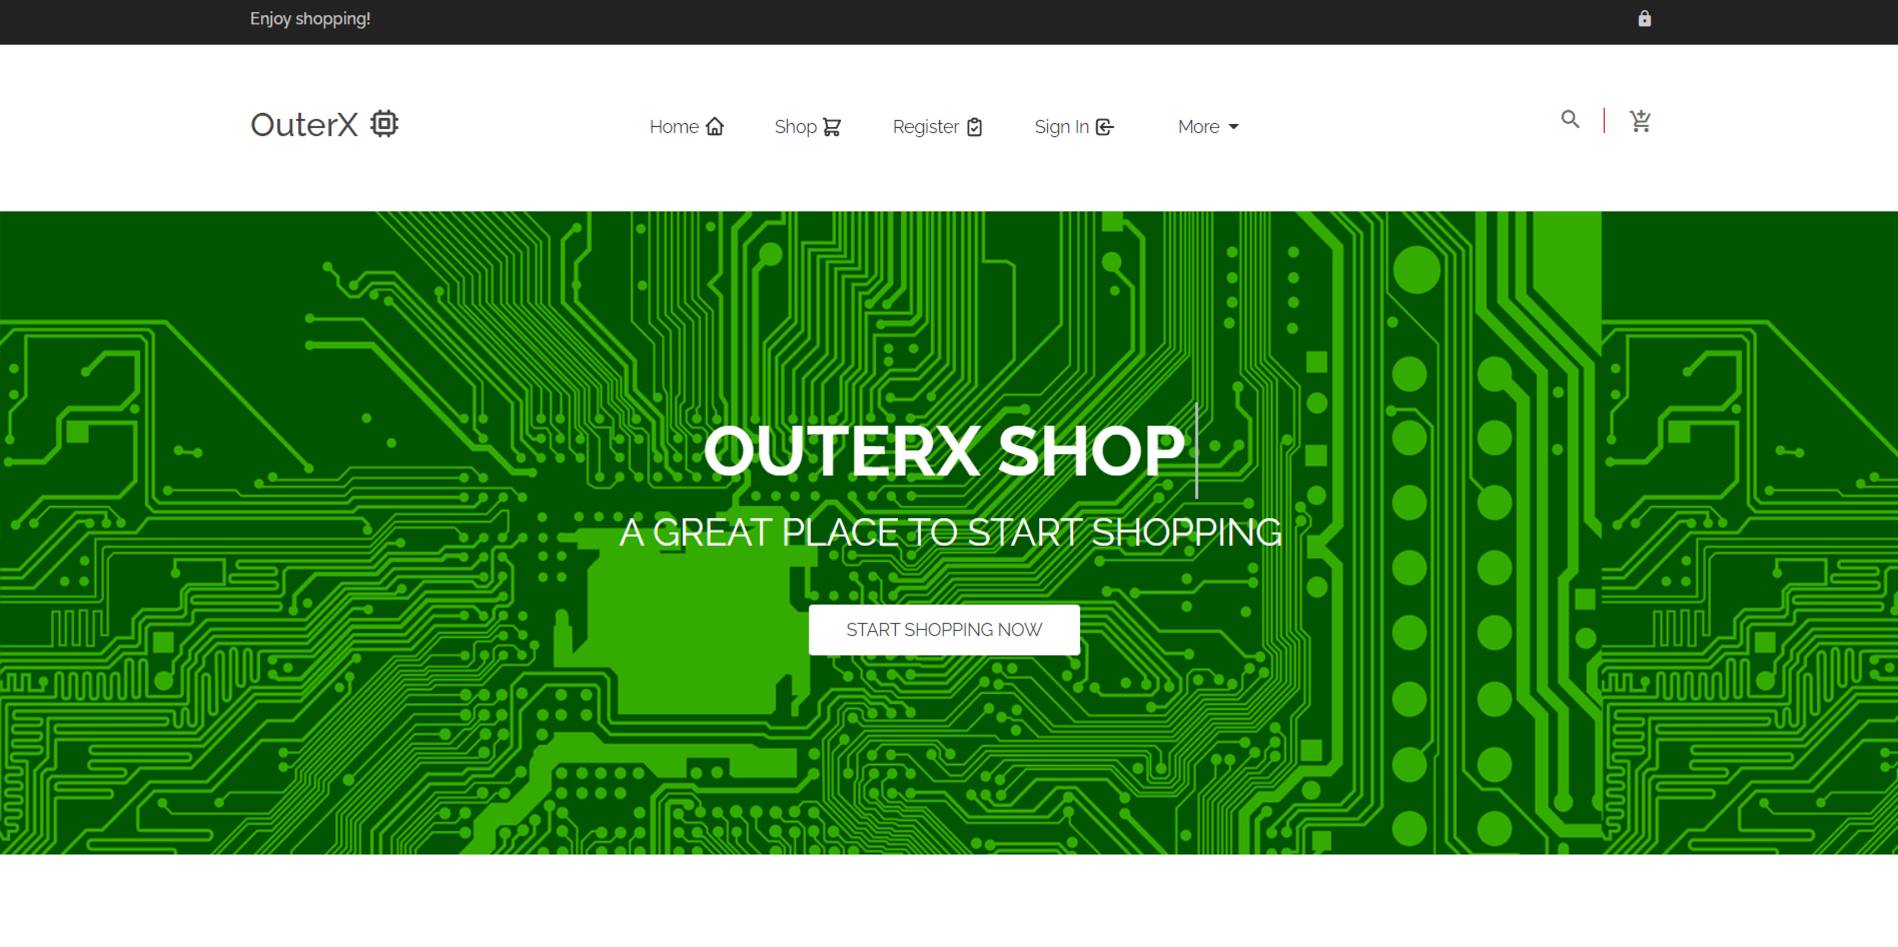 Enjoy shopping!
OuterX
Home
Shop
Register
Sign In
More
OUTERX SHOP
A GREAT PLACE TO START SHOPPING
START SHOPPING NOW